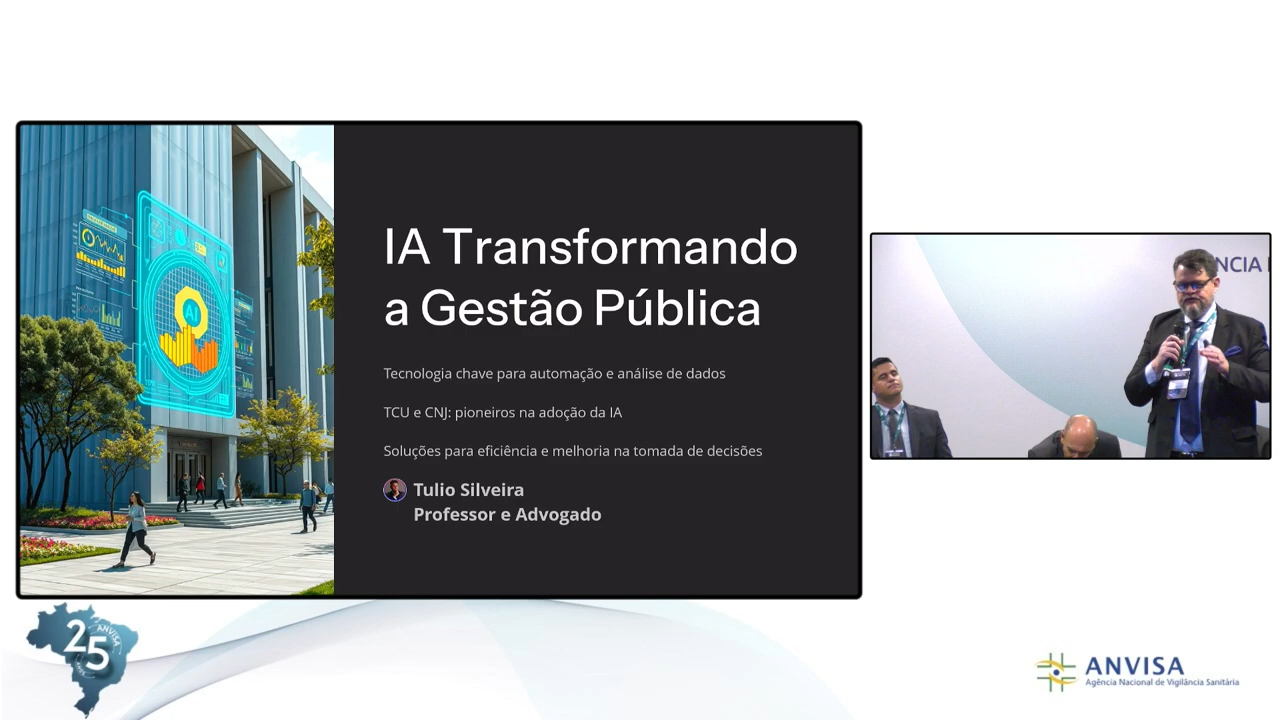 IA Transformando
a Gestão Pública
Tecnologia chave para automação e análise de dados
TCU e CNJ: pioneiros na adoção da IA
Soluções para eficiência e melhoria na tomada de decisões
Tulio Silveira
Professor e Advogado
AI
NCIA
25
ANVISA
ANVISA
Agência Nacional de Vigilância Sanitária